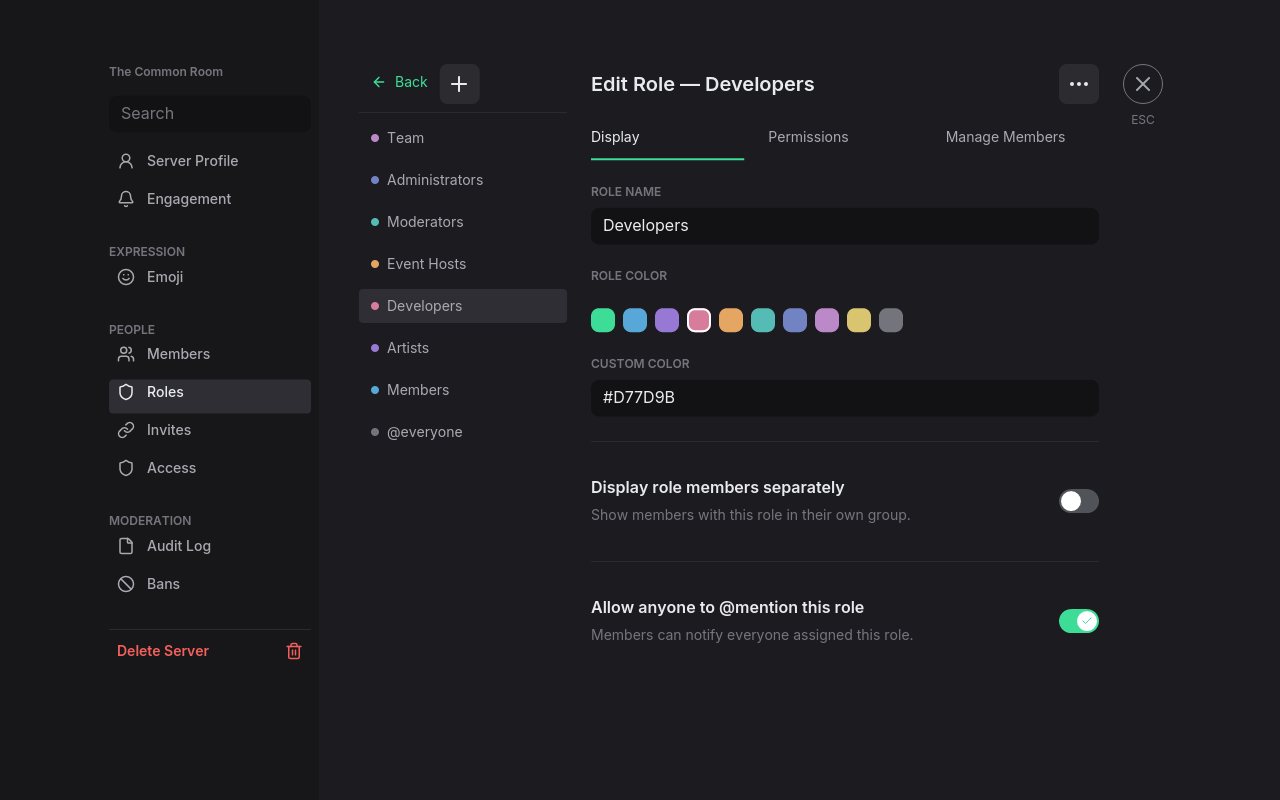 The Common Room
Search
Server Profile
Engagement
EXPRESSION
Emoji
PEOPLE
Members
Roles
Invites
Access
MODERATION
Audit Log
Bans
Delete Server
Back
Team
Administrators
Moderators
Event Hosts
Developers
Artists
Members
@everyone
Edit Role — Developers
ESC
Display
Permissions
Manage Members
ROLE NAME
Developers
ROLE COLOR
CUSTOM COLOR
#D77D9B
Display role members separately
Show members with this role in their own group.
Allow anyone to @mention this role
Members can notify everyone assigned this role.